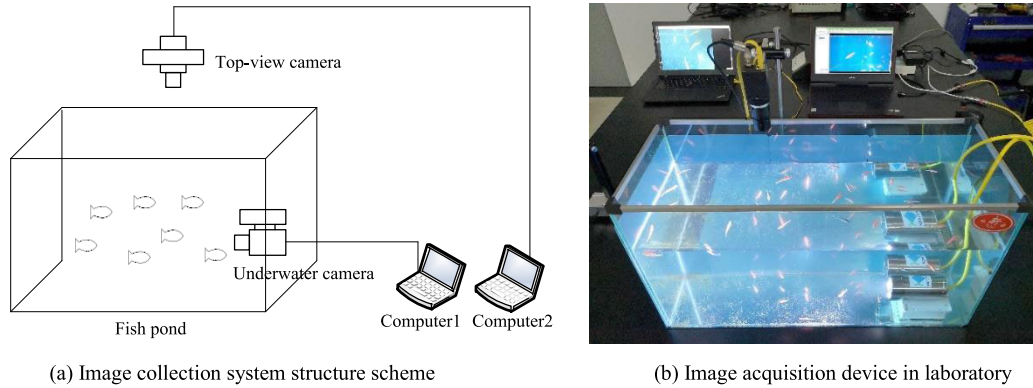 Top-view camera
Underwater camera
Computer1
Computer2
Fish pond
(a) Image collection system structure scheme
(b) Image acquisition device in laboratory